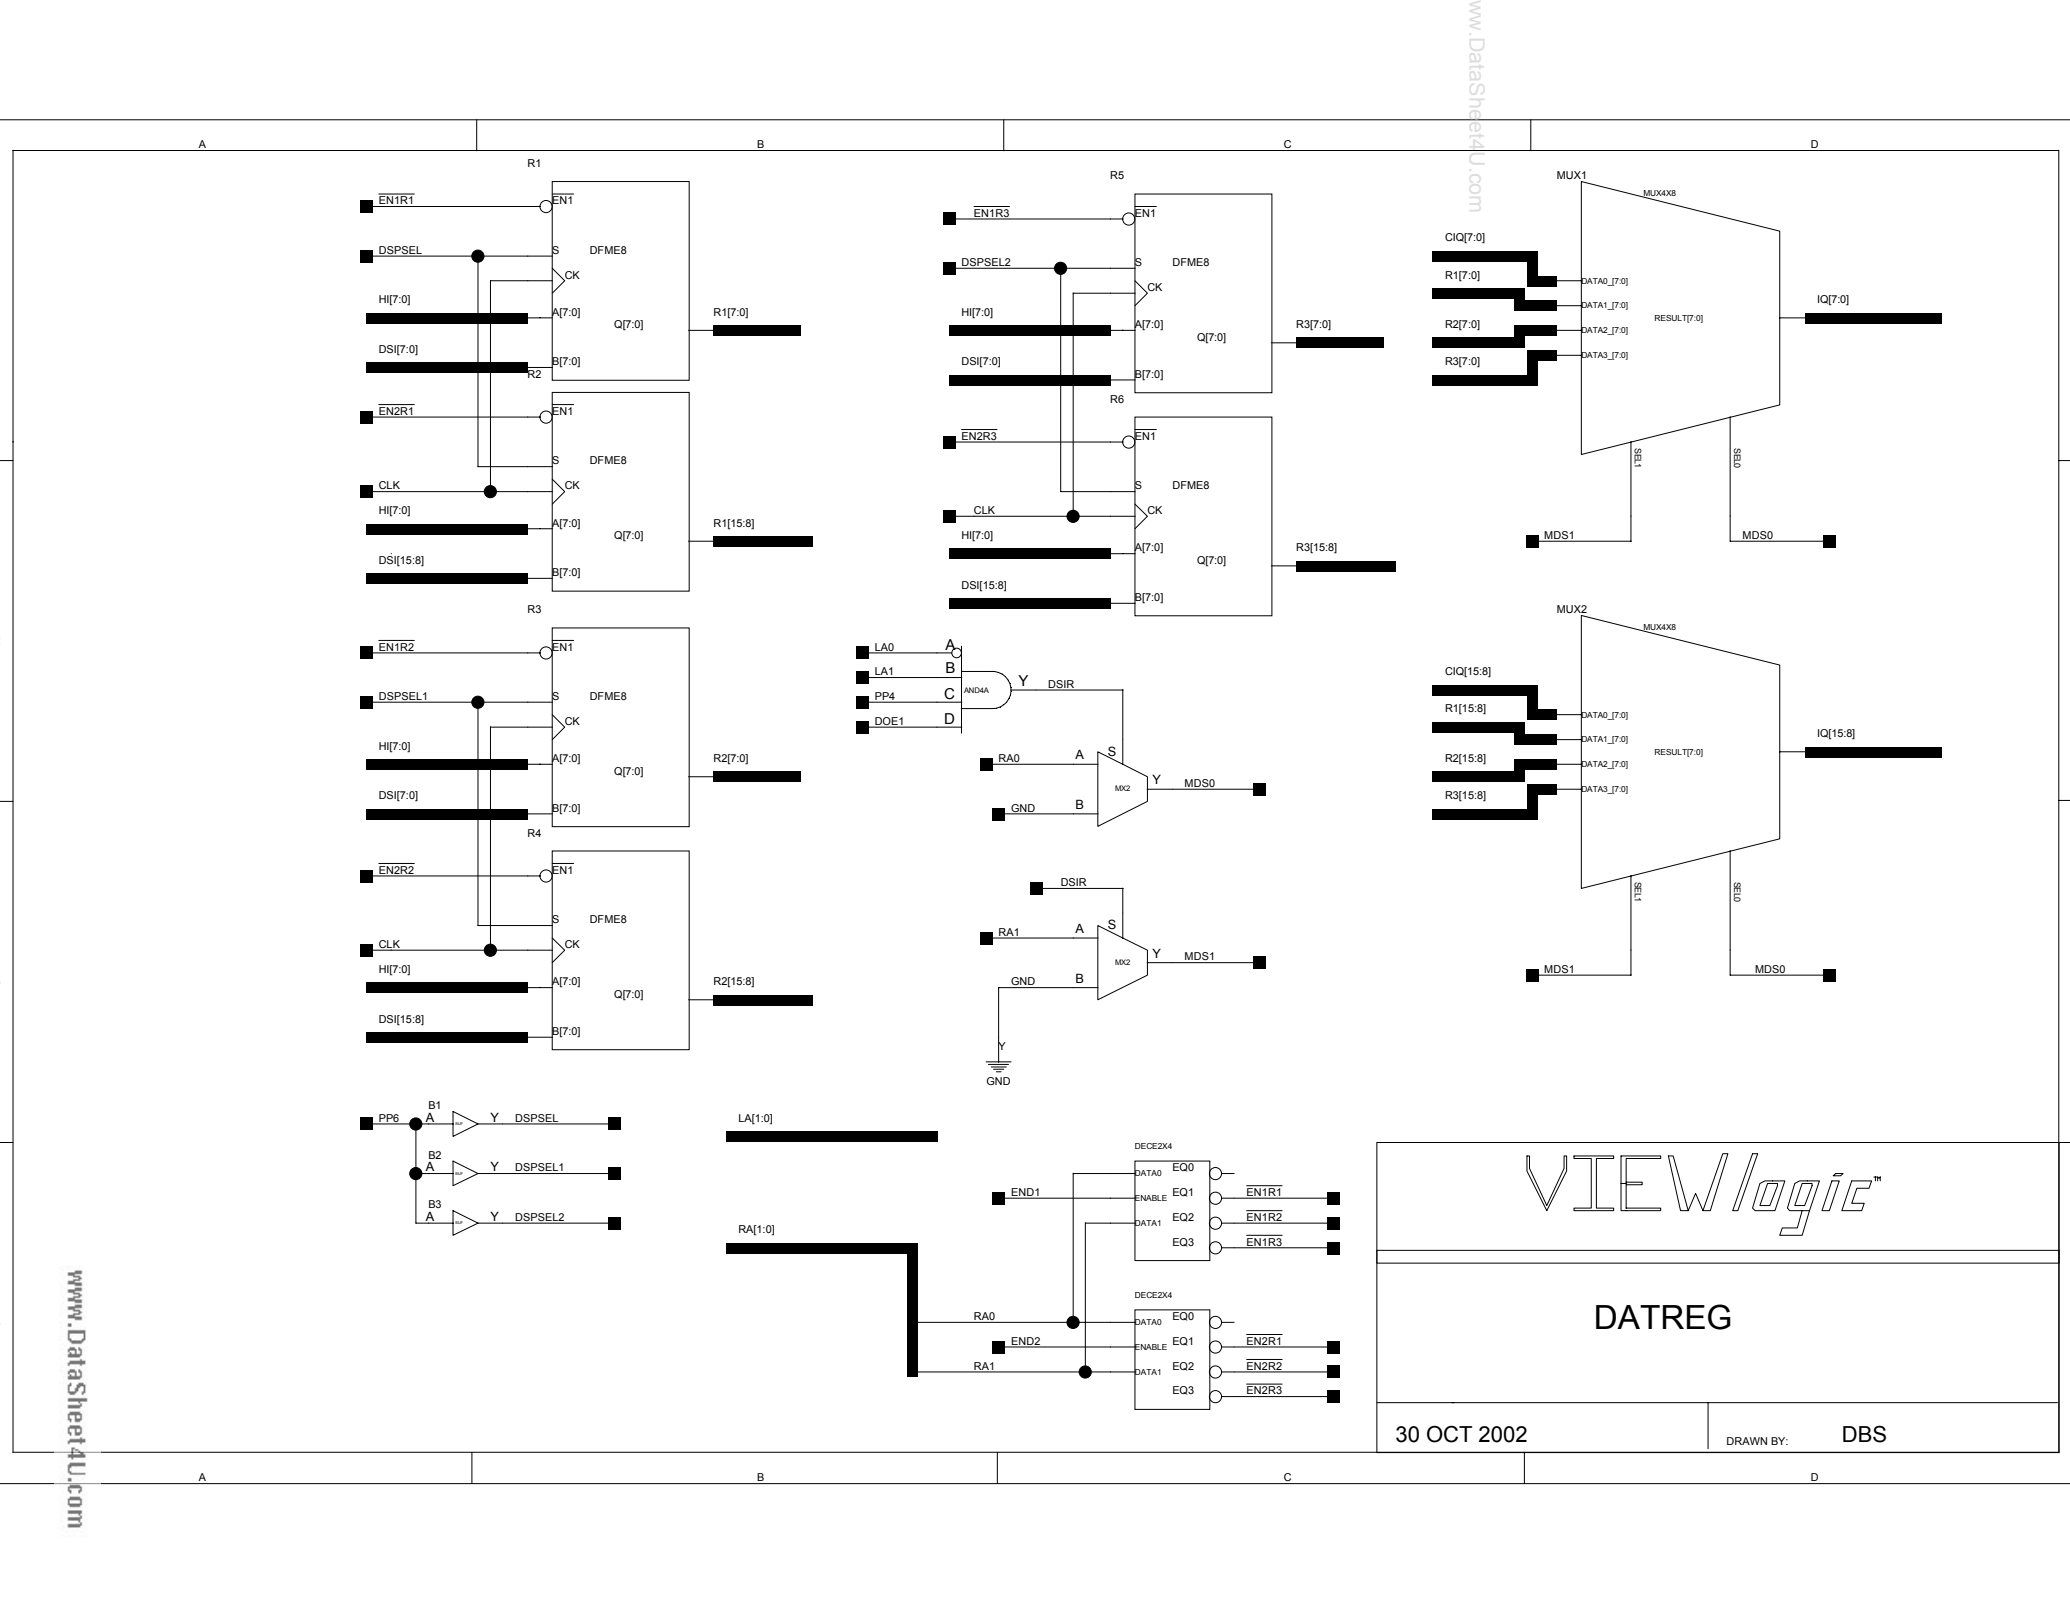 www.DataSheet4U.com
A B C D
R1
EN1R1
EN1
DSPSEL
S
DFME8
CK
HI[7:0]
A[7:0]
Q[7:0]
R1[7:0]
DSI[7:0]
B[7:0]
R2
EN2R1
EN1
S
DFME8
CLK
CK
HI[7:0]
A[7:0]
Q[7:0]
R1[15:8]
DSI[15:8]
B[7:0]
R3
EN1R2
EN1
DSPSEL1
S
DFME8
CK
HI[7:0]
A[7:0]
Q[7:0]
R2[7:0]
DSI[7:0]
B[7:0]
R4
EN2R2
EN1
S
DFME8
CLK
CK
HI[7:0]
A[7:0]
Q[7:0]
R2[15:8]
DSI[15:8]
B[7:0]
PP6
B1
A
BUF
Y
DSPSEL
B2
A
BUF
Y
DSPSEL1
B3
A
BUF
Y
DSPSEL2
R5
EN1R3
EN1
DSPSEL2
S
DFME8
CK
HI[7:0]
A[7:0]
Q[7:0]
R3[7:0]
DSI[7:0]
B[7:0]
R6
EN2R3
EN1
S
DFME8
CLK
CK
HI[7:0]
A[7:0]
Q[7:0]
R3[15:8]
DSI[15:8]
B[7:0]
LA0
A
LA1
B
PP4
C
DOE1
D
AND4A
Y
DSIR
RA0
A
S
MX2
Y
MDS0
GND
B
DSIR
RA1
A
S
MX2
Y
MDS1
GND
B
Y
GND
LA[1:0]
RA[1:0]
DECE2X4
DATA0
EQ0
END1
ENABLE
EQ1
EN1R1
DATA1
EQ2
EN1R2
EQ3
EN1R3
DECE2X4
RA0
DATA0
EQ0
END2
ENABLE
EQ1
EN2R1
RA1
DATA1
EQ2
EN2R2
EQ3
EN2R3
MUX1
MUX4X8
CIQ[7:0]
DATA0_[7:0]
R1[7:0]
DATA1_[7:0]
R2[7:0]
DATA2_[7:0]
R3[7:0]
DATA3_[7:0]
RESULT[7:0]
IQ[7:0]
SEL1
SEL0
MDS1
MDS0
MUX2
MUX4X8
CIQ[15:8]
DATA0_[7:0]
R1[15:8]
DATA1_[7:0]
R2[15:8]
DATA2_[7:0]
R3[15:8]
DATA3_[7:0]
RESULT[7:0]
IQ[15:8]
SEL1
SEL0
MDS1
MDS0
VIEWlogic™
DATREG
30 OCT 2002
DRAWN BY: DBS
A B C D
www.DataSheet4U.com